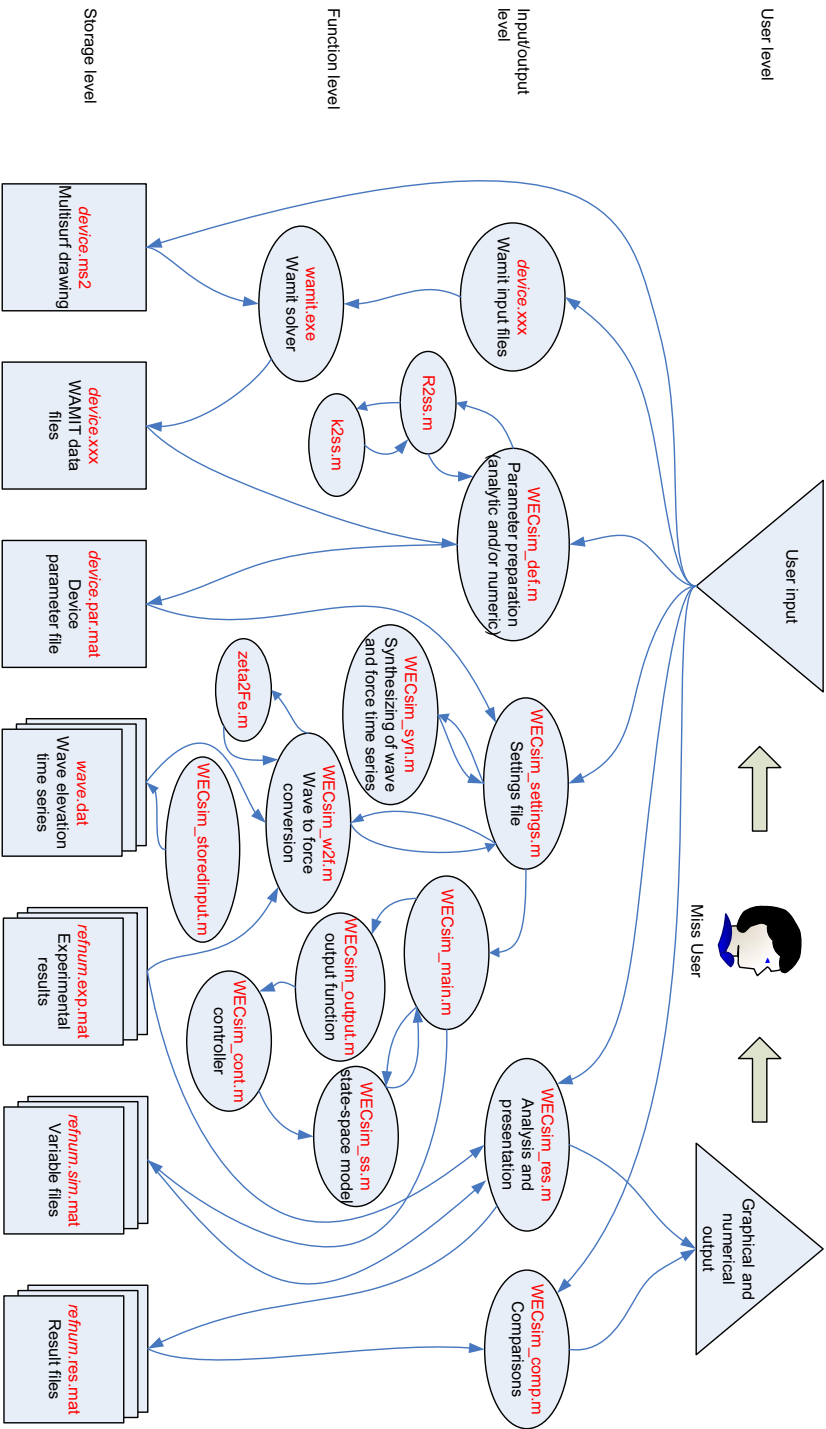 User level
User input
Miss User
Graphical and
numerical
output
Input/output
level
device.xxx
Wamit input files
WECsim_def.m
Parameter preparation
(analytic and/or numeric)
WECsim_settings.m
Settings file
WECsim_res.m
Analysis and
presentation
WECsim_comp.m
Comparisons
Function level
wamit.exe
Wamit solver
R2ss.m
k2ss.m
WECsim_syn.m
Synthesizing of wave
and force time series
zeta2Fe.m
WECsim_w2f.m
Wave to force
conversion
WECsim_storedinput.m
WECsim_main.m
WECsim_output.m
output function
WECsim_cont.m
controller
WECsim_ss.m
state-space model
Storage level
device.ms2
Multisurf drawing
device.xxx
WAMIT data
files
device.par.mat
Device
parameter file
wave.dat
Wave elevation
time series
refnum.exp.mat
Experimental
results
refnum.sim.mat
Variable files
refnum.res.mat
Result files